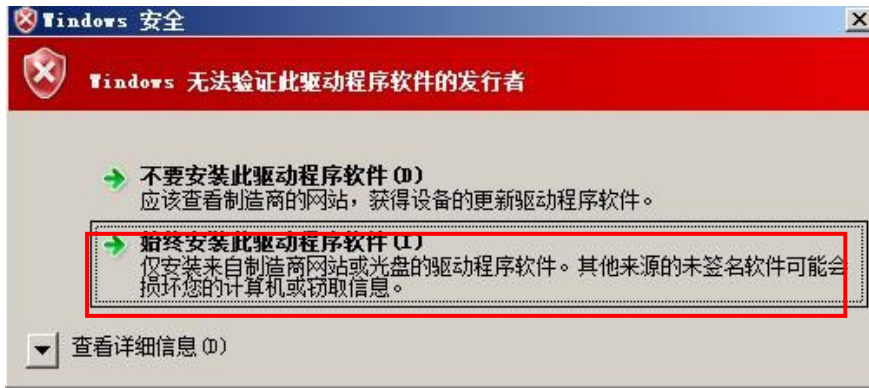 Windows 安全
Windows 无法验证此驱动程序软件的发行者
不要安装此驱动程序软件(N)
应该查看制造商的网站，获得设备的更新驱动程序软件。
始终安装此驱动程序软件(I)
仅安装来自制造商网站或光盘的驱动程序软件。其他来源的未签名软件可能会
损坏您的计算机或窃取信息。
查看详细信息(D)